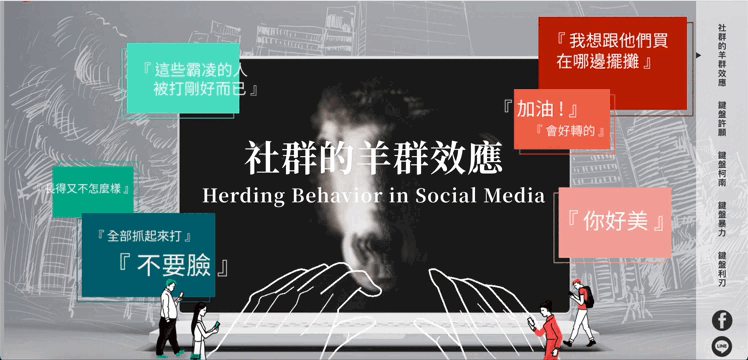 『 這些霸凌的人
被打剛好而已 』
『 我想跟他們買
在哪邊擺攤 』
『 加油 ! 』
『 會好轉的 』
社群的羊群效應
Herding Behavior in Social Media
長得又不怎麼樣 』
『 全部抓起來打 』
『 不要臉 』
『 你好美 』
社群的羊群效應
鍵盤許願
鍵盤柯南
鍵盤暴力
鍵盤利刃
f
LINE